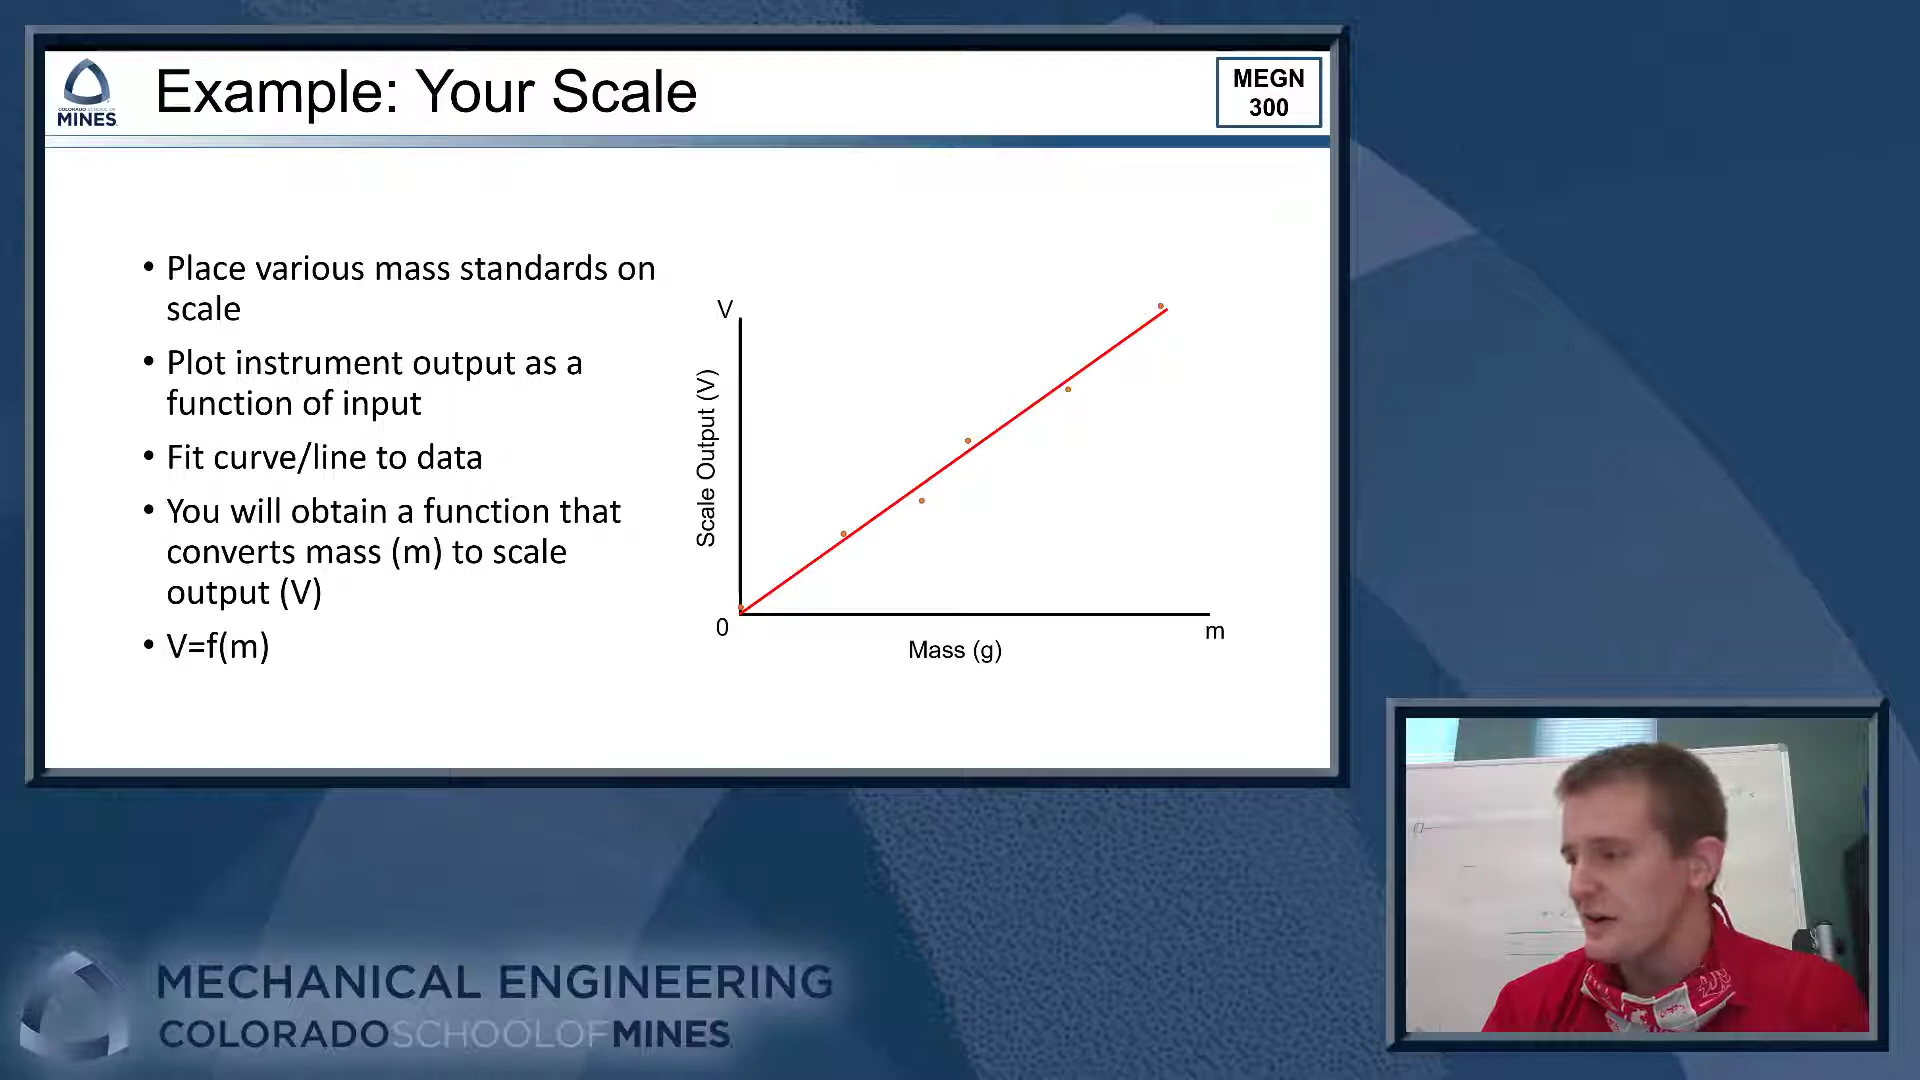 COLORADO SCHOOL OF
MINES
Example: Your Scale
MEGN
300
• Place various mass standards on
scale
• Plot instrument output as a
function of input
• Fit curve/line to data
• You will obtain a function that
converts mass (m) to scale
output (V)
• V=f(m)
V
Scale Output (V)
0
m
Mass (g)
MECHANICAL ENGINEERING
COLORADOSCHOOLOFMINES